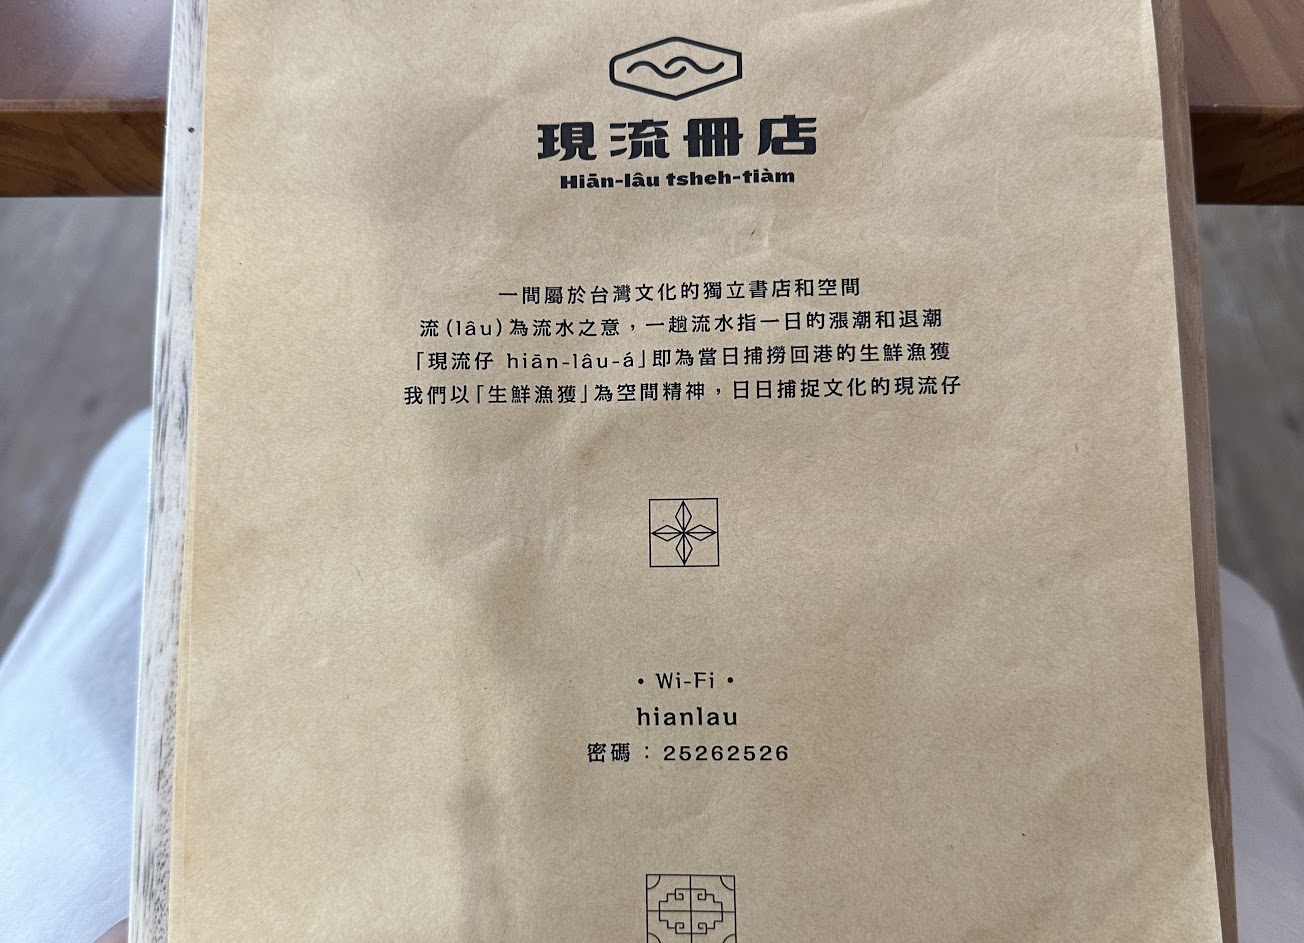 現流冊店
Hiān-lâu tsheh-tiàm
一間屬於台灣文化的獨立書店和空間
流(lâu)為流水之意，一趟流水指一日的漲潮和退潮
「現流仔 hiān-lâu-á」即為當日捕撈回港的生鮮漁獲
我們以「生鮮漁獲」為空間精神，日日捕捉文化的現流仔
• Wi-Fi •
hianlau
密碼：25262526